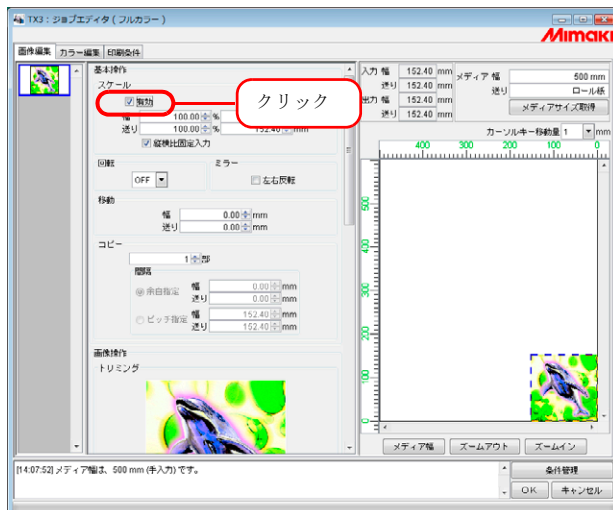 TX3 : ジョブエディタ ( フルカラー )
Mimaki
画像編集 カラー編集 印刷条件
基本操作
スケール
有効
クリック
幅 100.00 %
送り 100.00 % 152.40 mm
縦横比固定入力
回転
OFF
ミラー
左右反転
移動
幅 0.00 mm
送り 0.00 mm
コピー
1 部
間隔
余白指定 幅 0.00 mm
送り 0.00 mm
ピッチ指定 幅 152.40 mm
送り 152.40 mm
画像操作
トリミング
入力 幅 152.40 mm
送り 152.40 mm
出力 幅 152.40 mm
送り 152.40 mm
メディア 幅 500 mm
送り ロール紙
メディアサイズ取得
カーソルキー移動量 1 mm
400 300 200 100 0
500
400
300
200
100
0
メディア幅 ズームアウト ズームイン
[14:07:52] メディア幅は、500 mm (手入力) です。
条件管理
OK キャンセル